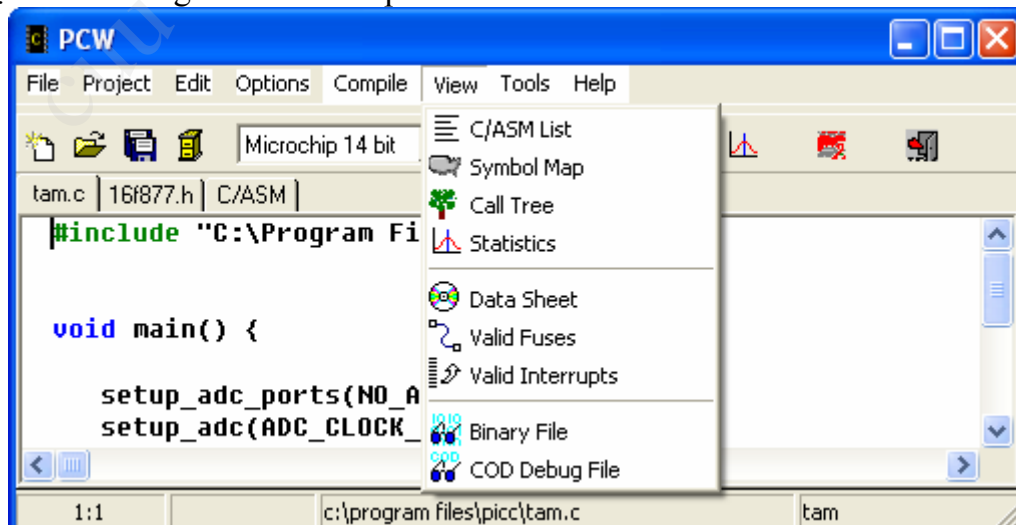 PCW
File Project Edit Options Compile View Tools Help
Microchip 14 bit
tam.c 16f877.h C/ASM
C/ASM List
Symbol Map
Call Tree
Statistics
Data Sheet
Valid Fuses
Valid Interrupts
Binary File
COD Debug File
#include "C:\Program Fi
void main() {
setup_adc_ports(NO_A
setup_adc(ADC_CLOCK_
1:1 c:\program files\picc\tam.c tam